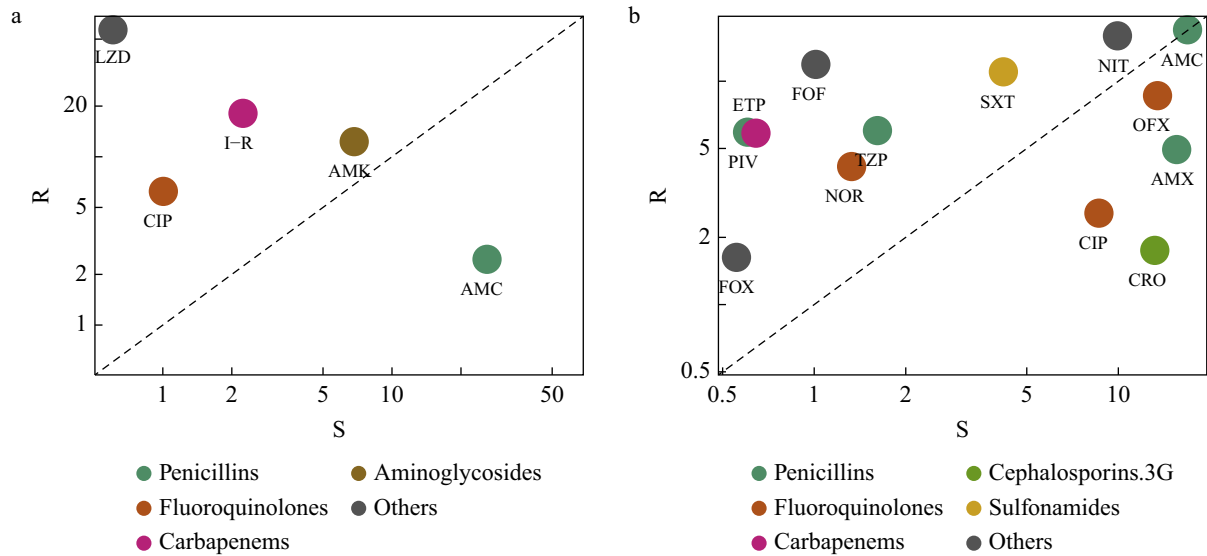 a
LZD
20
I−R
AMK
R
5
CIP
2
AMC
1
1
2
5
10
50
S
Penicillins
Aminoglycosides
Fluoroquinolones
Others
Carbapenems
b
NIT
AMC
FOF
SXT
ETP
OFX
5
PIV
TZP
AMX
NOR
R
2
CIP
FOX
CRO
0.5
0.5
1
2
5
10
S
Penicillins
Cephalosporins.3G
Fluoroquinolones
Sulfonamides
Carbapenems
Others